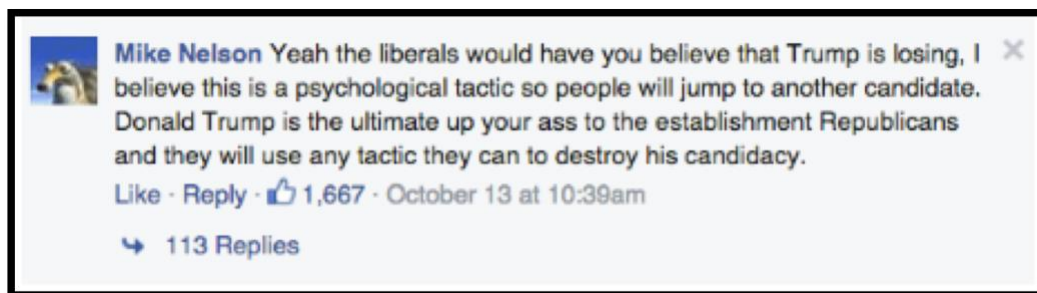 Mike Nelson Yeah the liberals would have you believe that Trump is losing, I
believe this is a psychological tactic so people will jump to another candidate.
Donald Trump is the ultimate up your ass to the establishment Republicans
and they will use any tactic they can to destroy his candidacy.
Like · Reply · 1,667 · October 13 at 10:39am
113 Replies